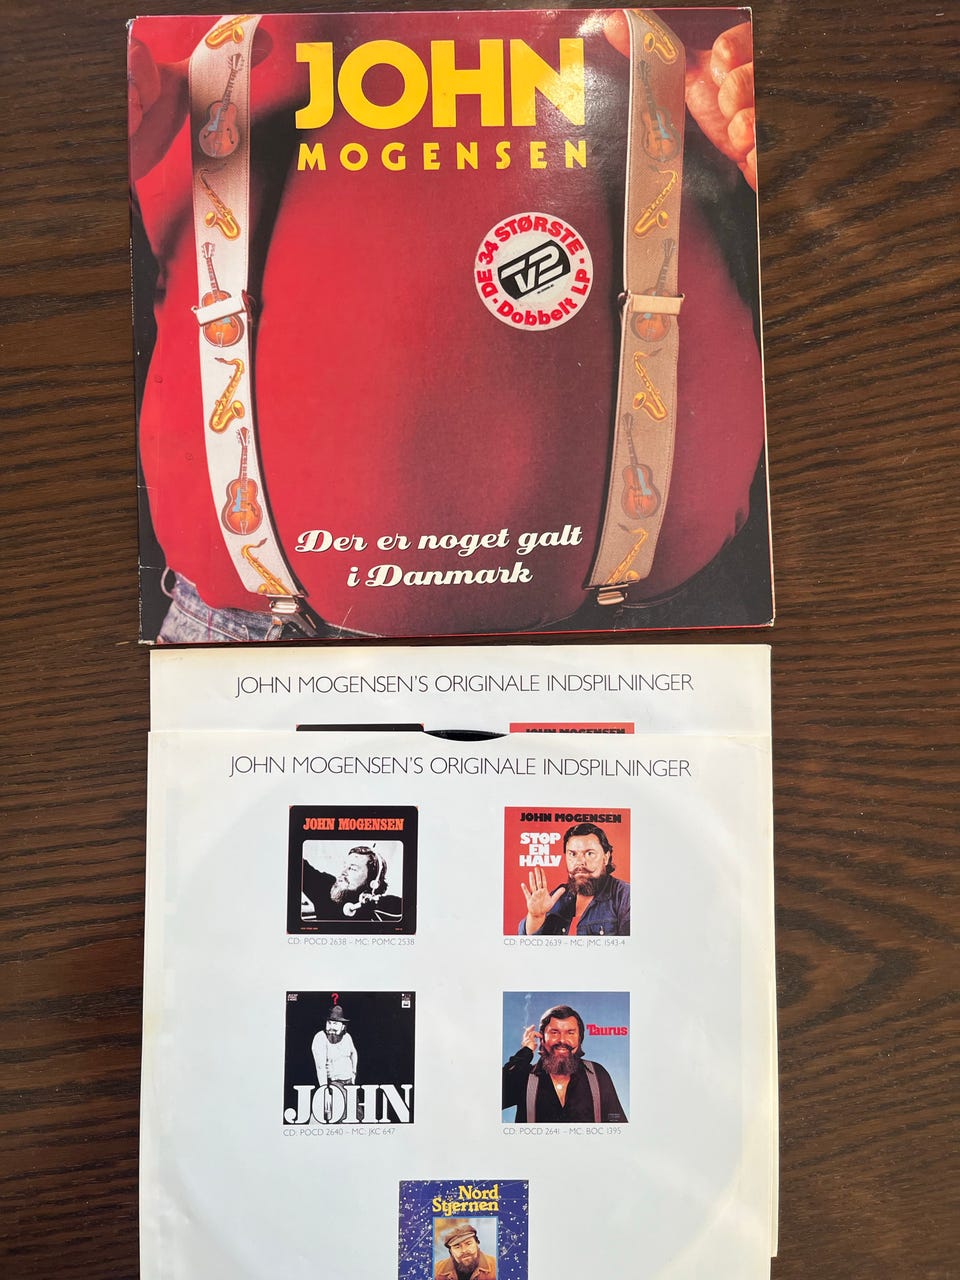 JOHN
MOGENSEN
DE 34 STØRSTE
TV2
Dobbelt LP
Der er noget galt
i Danmark
JOHN MOGENSEN'S ORIGINALE INDSPILNINGER
JOHN MOGENSEN
JOHN MOGENSEN'S ORIGINALE INDSPILNINGER
JOHN MOGENSEN
JOHN MOGENSEN
STOP
EN
HALV
CD: POCD 2638 – MC: POMC 2538
CD: POCD 2639 – MC: JMC 1543-4
?
JOHN
Taurus
CD: POCD 2640 – MC: JKC 647
CD: POCD 2641 – MC: BOC 1395
Nord
Stjernen